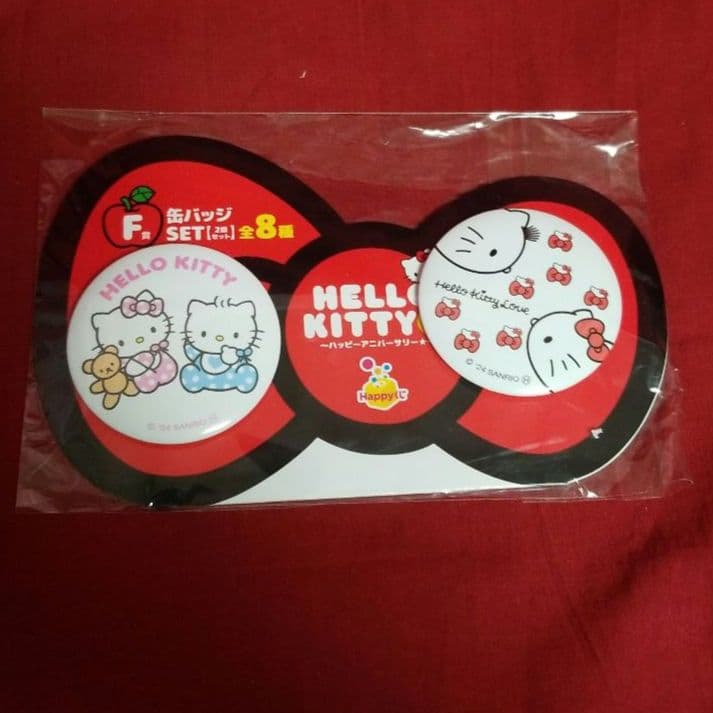 F賞
缶バッジ
SET【2個セット】全8種
HELLO KITTY
© '24 SANRIO
HELLO
KITTY
～ハッピーアニバーサリー★～
Happyくじ
Hello Kitty Love
© '24 SANRIO